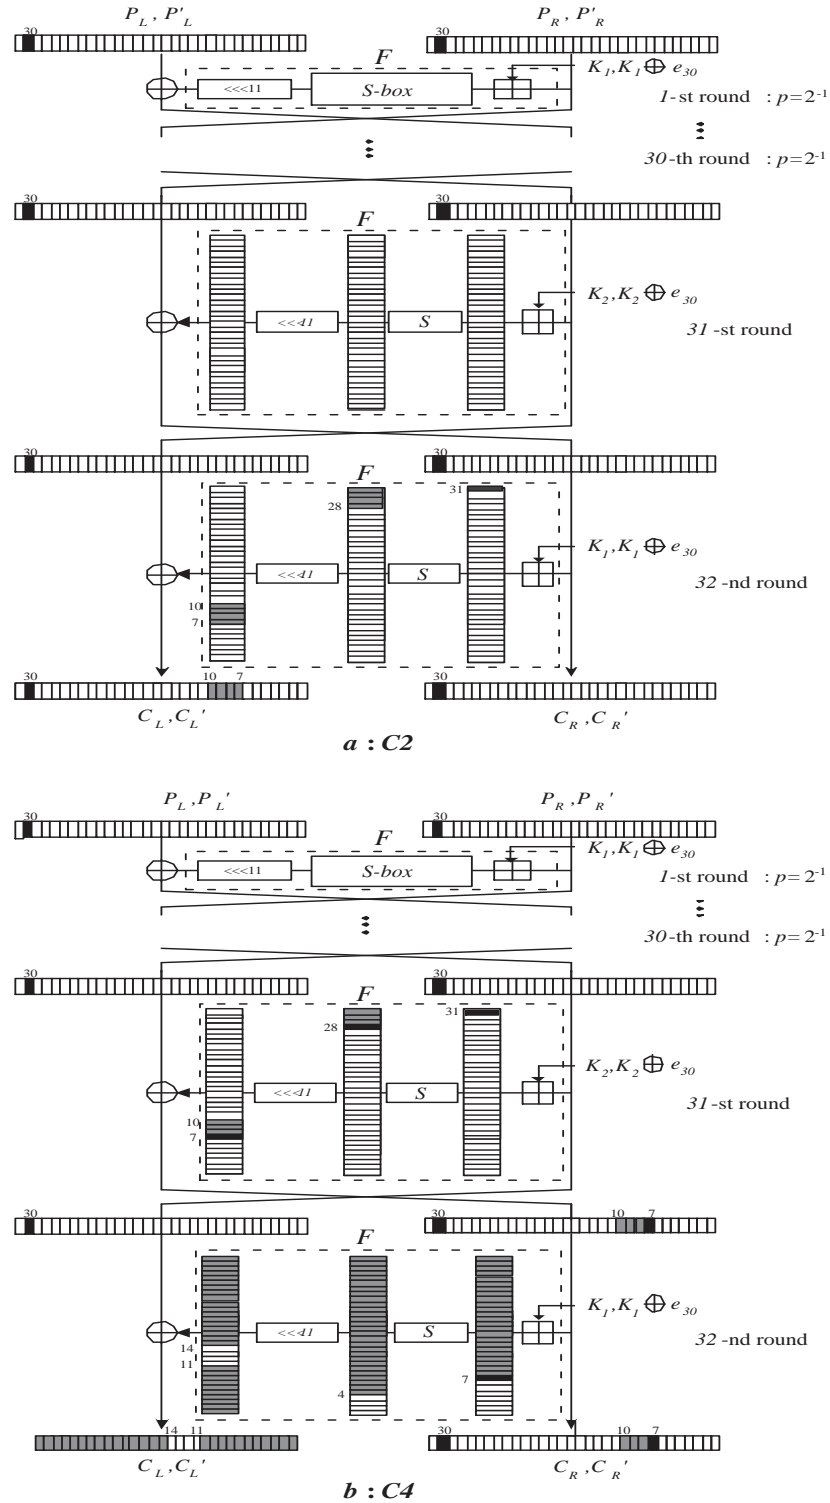 P_L , P'_L P_R , P'_R
30 30
F
K_1,K_1 ⊕ e_30
<<<11 S-box
1-st round : p=2^-1
30-th round : p=2^-1
30 30
F
K_2,K_2 ⊕ e_30
<<41 S
31-st round
30 30
F
28 31
K_1,K_1 ⊕ e_30
<<41 S
32-nd round
10
7
30 10 7 30
C_L,C_L' C_R,C_R'
a : C2
P_L,P_L' P_R,P_R'
30 30
F
K_1,K_1 ⊕ e_30
<<<11 S-box
1-st round : p=2^-1
30-th round : p=2^-1
30 30
F
28 31
K_2,K_2 ⊕ e_30
<<41 S
31-st round
10
7
30 10 7
F
K_1,K_1 ⊕ e_30
<<41 S
32-nd round
14
11
7
4
14 11 30 10 7
C_L,C_L' C_R,C_R'
b : C4